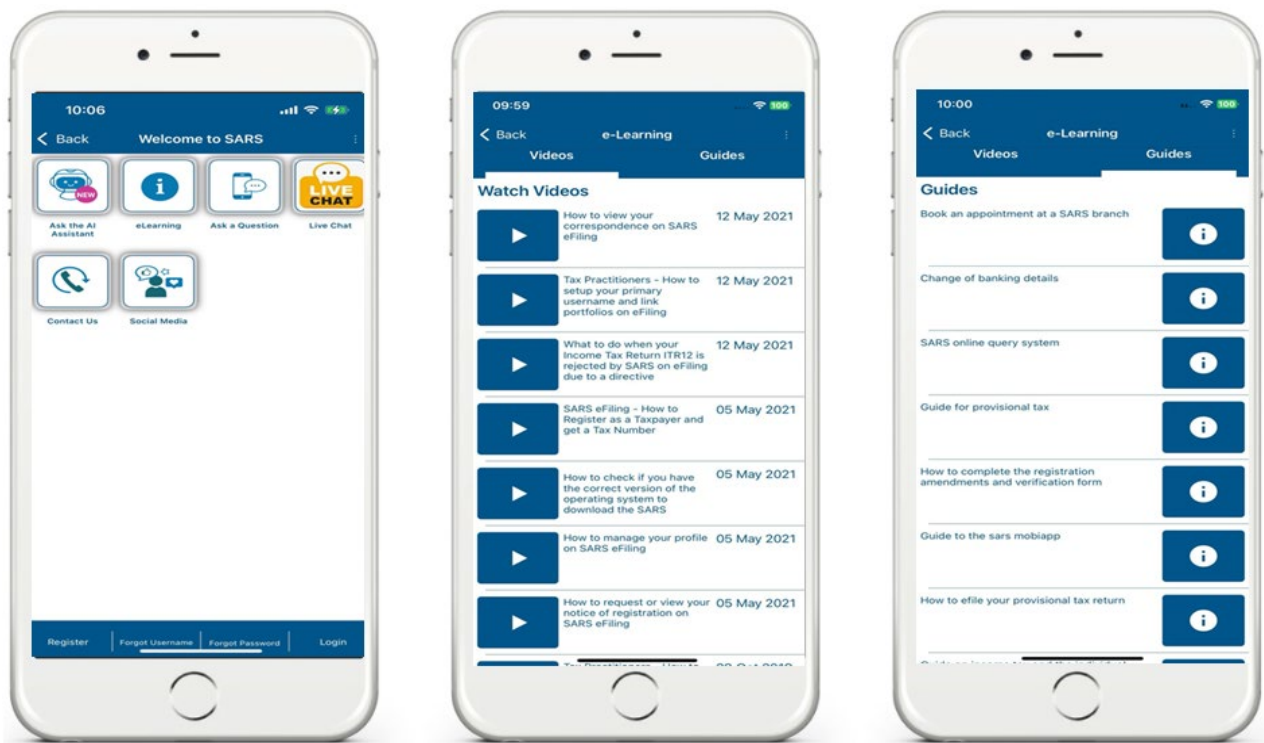 10:06
Back
Welcome to SARS
NEW
i
LIVE
CHAT
Ask the AI
Assistant
eLearning
Ask a Question
Live Chat
Contact Us
Social Media
Register
Forgot Username
Forgot Password
Login
09:59
100
Back
e-Learning
Videos
Guides
Watch Videos
How to view your
correspondence on SARS
eFiling
12 May 2021
Tax Practitioners - How to
setup your primary
username and link
portfolios on eFiling
12 May 2021
What to do when your
Income Tax Return ITR12 is
rejected by SARS on eFiling
due to a directive
12 May 2021
SARS eFiling - How to
Register as a Taxpayer and
get a Tax Number
05 May 2021
How to check if you have
the correct version of the
operating system to
download the SARS
05 May 2021
How to manage your profile
on SARS eFiling
05 May 2021
How to request or view your
notice of registration on
SARS eFiling
05 May 2021
10:00
100
Back
e-Learning
Videos
Guides
Guides
Book an appointment at a SARS branch
i
Change of banking details
i
SARS online query system
i
Guide for provisional tax
i
How to complete the registration
amendments and verification form
i
Guide to the sars mobiapp
i
How to efile your provisional tax return
i